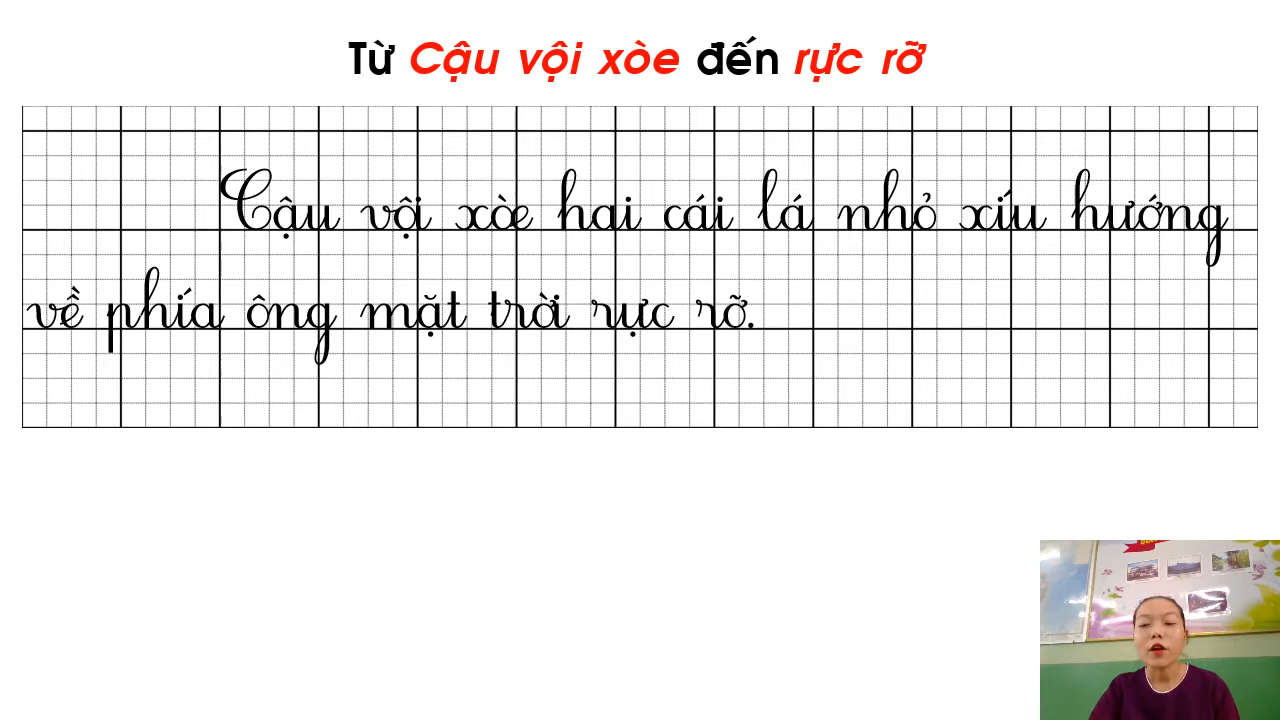 Từ Cậu vội xòe đến rực rỡ
Cậu vội xòe hai cái lá nhỏ xíu hướng
về phía ông mặt trời rực rỡ.